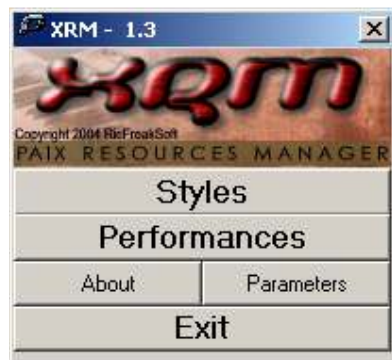 XRM - 1.3
XRM
Copyright 2004 RicFreakSoft
PAIX RESOURCES MANAGER
Styles
Performances
About Parameters
Exit